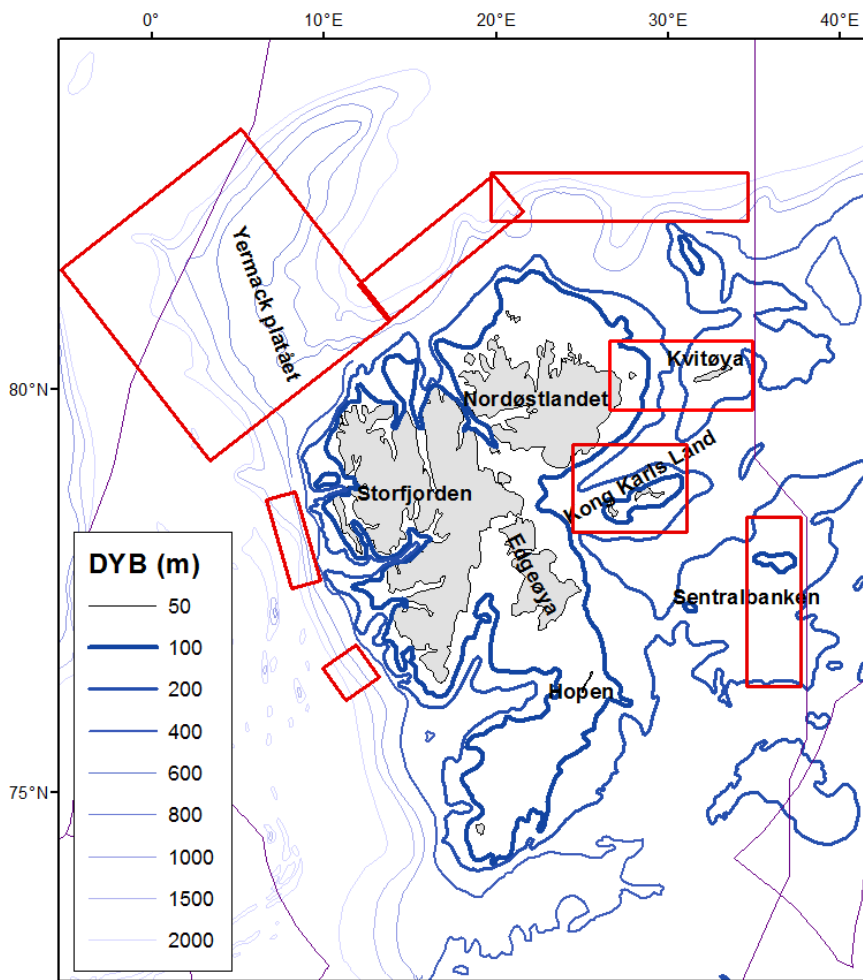 0°
10°E
20°E
30°E
40°E
Yermack platået
80°N
Kvitøya
Nordøstlandet
Kong Karls Land
Storfjorden
Edgeøya
Sentralbanken
Hopen
75°N
DYB (m)
50
100
200
400
600
800
1000
1500
2000